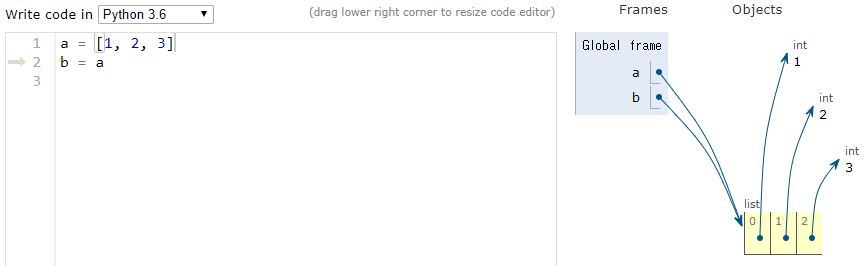 Write code in Python 3.6 ▼
(drag lower right corner to resize code editor)
1 a = [1, 2, 3]
2 b = a
3
Frames
Objects
Global frame
a
b
int
1
int
2
int
3
list
0 1 2